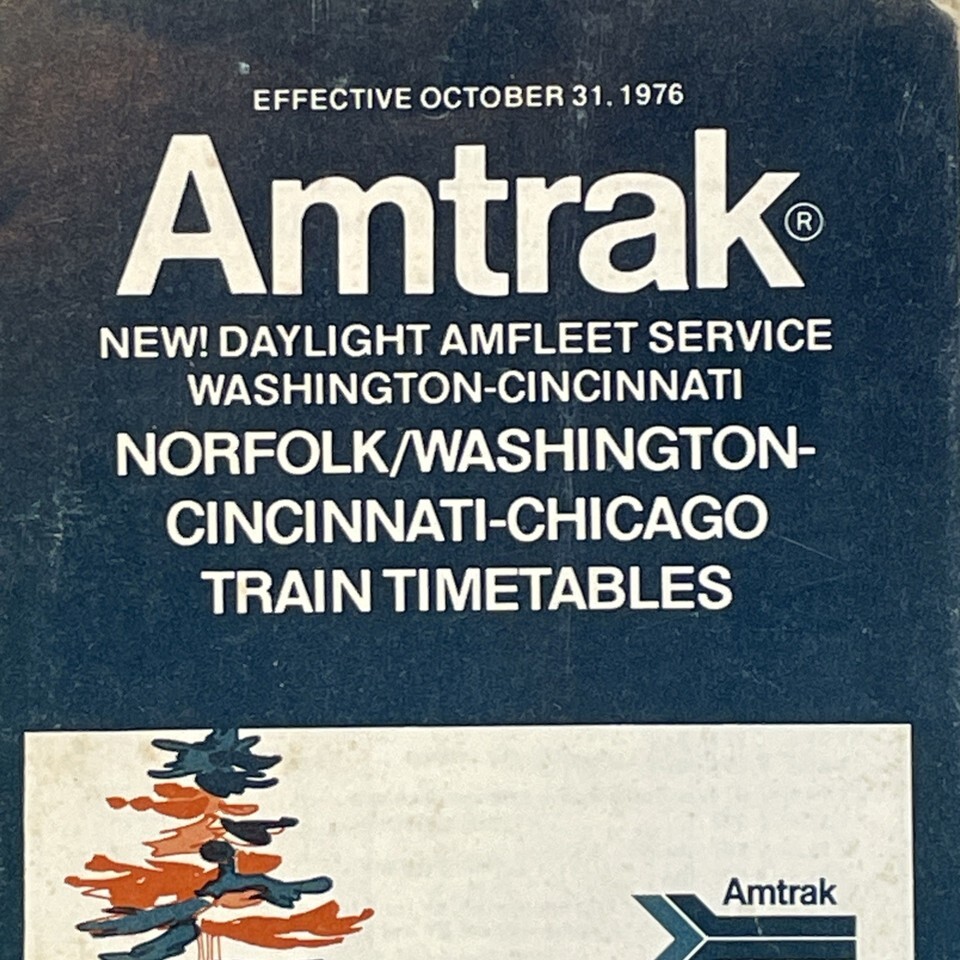 EFFECTIVE OCTOBER 31, 1976
Amtrak®
NEW! DAYLIGHT AMFLEET SERVICE
WASHINGTON-CINCINNATI
NORFOLK/WASHINGTON-
CINCINNATI-CHICAGO
TRAIN TIMETABLES
Amtrak